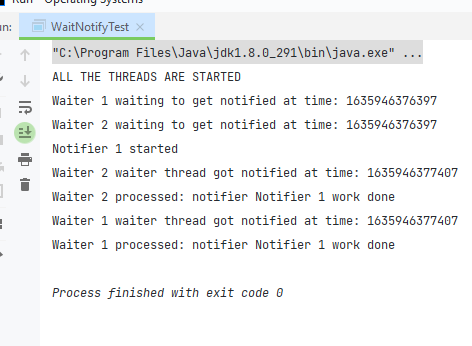 Run - Operating Systems
un:
WaitNotifyTest
"C:\Program Files\Java\jdk1.8.0_291\bin\java.exe" ...
ALL THE THREADS ARE STARTED
Waiter 1 waiting to get notified at time: 1635946376397
Waiter 2 waiting to get notified at time: 1635946376397
Notifier 1 started
Waiter 2 waiter thread got notified at time: 1635946377407
Waiter 2 processed: notifier Notifier 1 work done
Waiter 1 waiter thread got notified at time: 1635946377407
Waiter 1 processed: notifier Notifier 1 work done
Process finished with exit code 0